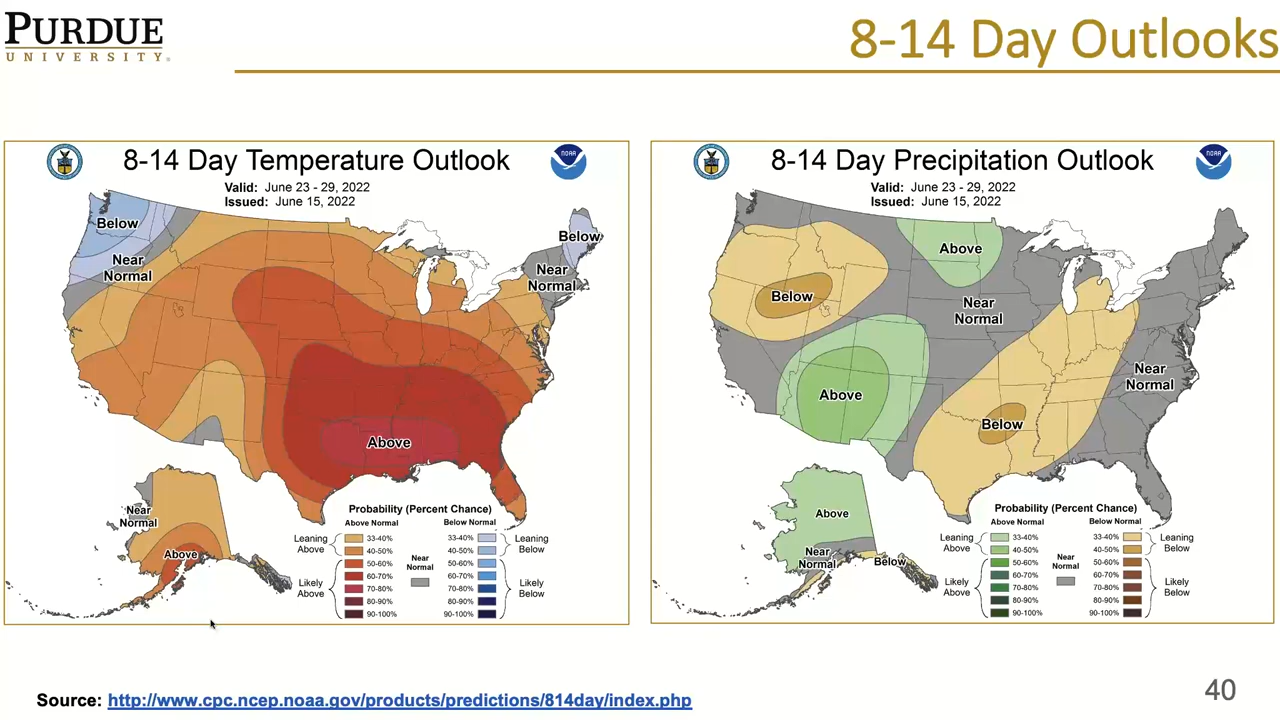 PURDUE
UNIVERSITY®
8-14 Day Outlooks
8-14 Day Temperature Outlook
NOAA
Valid: June 23 - 29, 2022
Issued: June 15, 2022
Below
Near
Normal
Below
Near
Normal
Above
Near
Normal
Above
Probability (Percent Chance)
Above Normal
Below Normal
Leaning
Above
33-40%
40-50%
50-60%
60-70%
70-80%
80-90%
90-100%
Likely
Above
Near
Normal
33-40%
40-50%
50-60%
60-70%
70-80%
80-90%
90-100%
Leaning
Below
Likely
Below
8-14 Day Precipitation Outlook
NOAA
Valid: June 23 - 29, 2022
Issued: June 15, 2022
Above
Below
Near
Normal
Near
Normal
Above
Below
Above
Near
Normal
Below
Probability (Percent Chance)
Above Normal
Below Normal
Leaning
Above
33-40%
40-50%
50-60%
60-70%
70-80%
80-90%
90-100%
Likely
Above
Near
Normal
33-40%
40-50%
50-60%
60-70%
70-80%
80-90%
90-100%
Leaning
Below
Likely
Below
Source: http://www.cpc.ncep.noaa.gov/products/predictions/814day/index.php
40